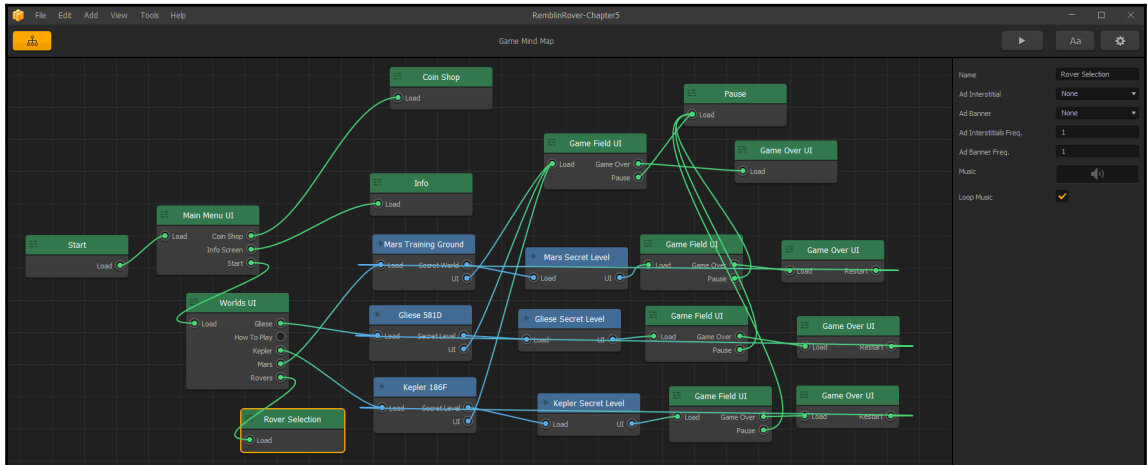 File Edit Add View Tools Help
RemblinRover-Chapter5
Game Mind Map
Aa
Coin Shop
Load
Pause
Load
Game Field UI
Load Game Over
Pause
Game Over UI
Load
Info
Load
Main Menu UI
Load Coin Shop
Info Screen
Start
Start
Load
Mars Training Ground
Load Secret World
UI
Mars Secret Level
Load UI
Game Field UI
Load Game Over
Pause
Game Over UI
Load Restart
Worlds UI
Load Gliese
How To Play
Kepler
Mars
Rovers
Gliese 581D
Load Secret Level
UI
Gliese Secret Level
Load UI
Game Field UI
Load Game Over
Pause
Game Over UI
Load Restart
Kepler 186F
Load Secret Level
UI
Kepler Secret Level
Load UI
Game Field UI
Load Game Over
Pause
Game Over UI
Load Restart
Rover Selection
Load
Name Rover Selection
Ad Interstitial None
Ad Banner None
Ad Interstitials Freq. 1
Ad Banner Freq. 1
Music
Loop Music